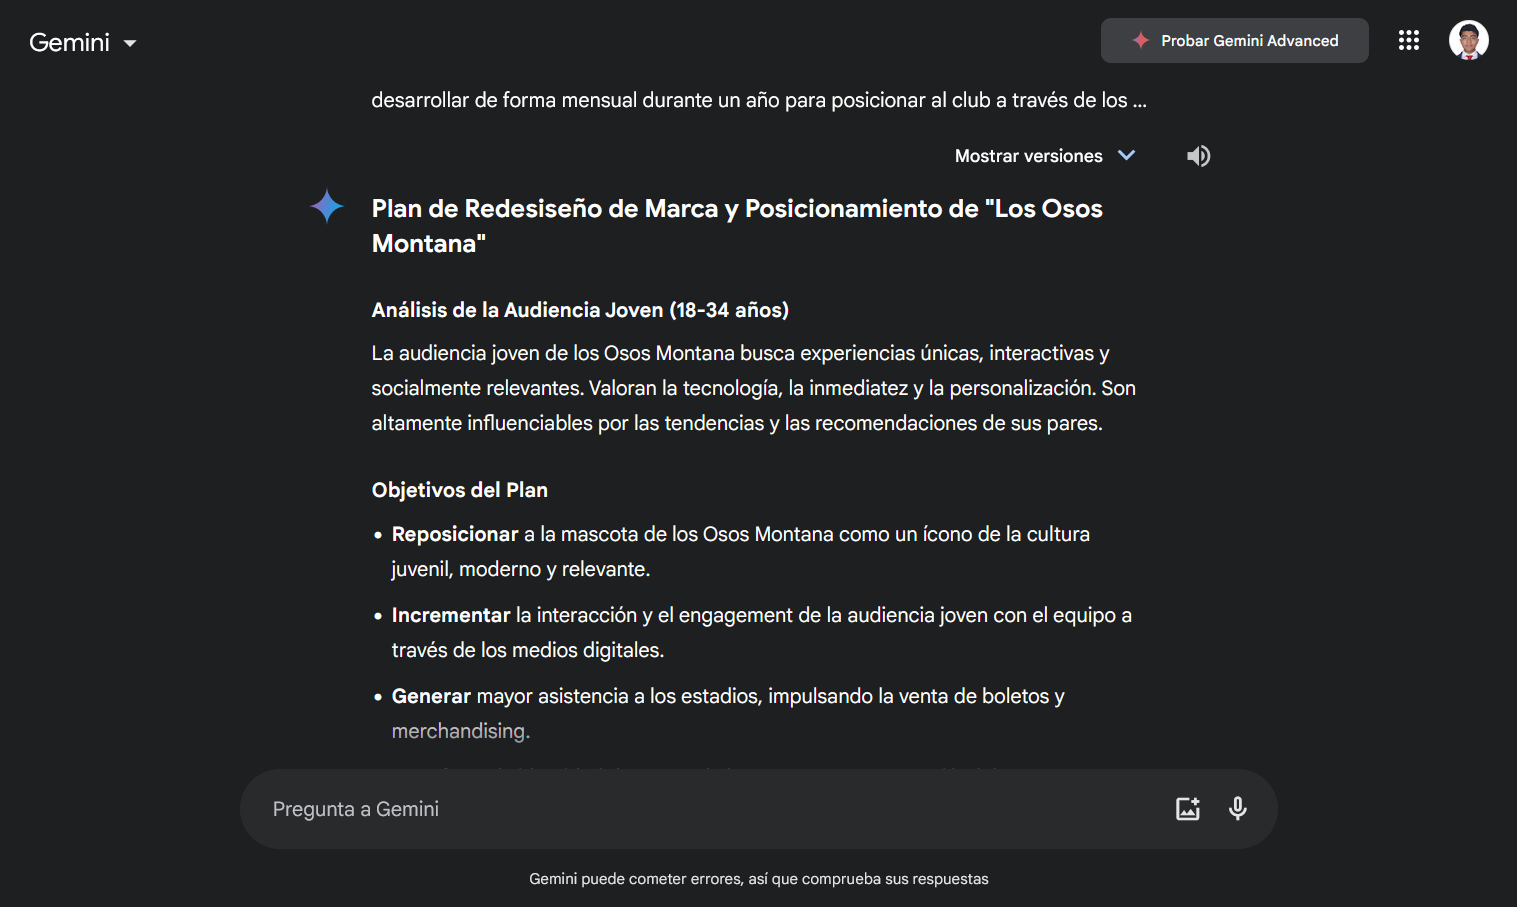 Gemini
Probar Gemini Advanced
desarrollar de forma mensual durante un año para posicionar al club a través de los ...
Mostrar versiones
Plan de Redesiseño de Marca y Posicionamiento de "Los Osos
Montana"
Análisis de la Audiencia Joven (18-34 años)
La audiencia joven de los Osos Montana busca experiencias únicas, interactivas y
socialmente relevantes. Valoran la tecnología, la inmediatez y la personalización. Son
altamente influenciables por las tendencias y las recomendaciones de sus pares.
Objetivos del Plan
• Reposicionar a la mascota de los Osos Montana como un ícono de la cultura
juvenil, moderno y relevante.
• Incrementar la interacción y el engagement de la audiencia joven con el equipo a
través de los medios digitales.
• Generar mayor asistencia a los estadios, impulsando la venta de boletos y
merchandising.
Pregunta a Gemini
Gemini puede cometer errores, así que comprueba sus respuestas